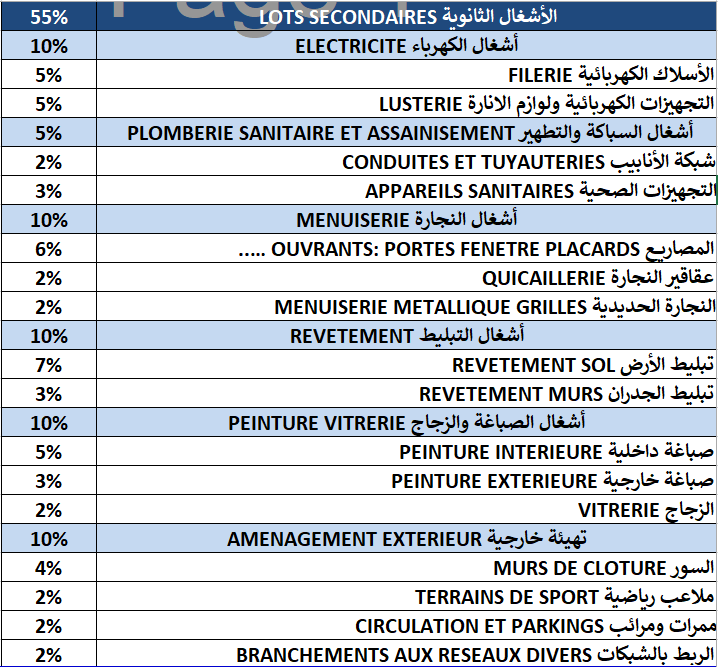 Page 1
55% LOTS SECONDAIRES الأشغال الثانوية
10% ELECTRICITE أشغال الكهرباء
5% FILERIE الأسلاك الكهربائية
5% LUSTERIE التجهيزات الكهربائية ولوازم الانارة
5% PLOMBERIE SANITAIRE ET ASSAINISEMENT أشغال السباكة والتطهير
2% CONDUITES ET TUYAUTERIES شبكة الأنابيب
3% APPAREILS SANITAIRES التجهيزات الصحية
10% MENUISERIE أشغال النجارة
6% ..... OUVRANTS: PORTES FENETRE PLACARDS المصاريع
2% QUICAILLERIE عقاقير النجارة
2% MENUISERIE METALLIQUE GRILLES النجارة الحديدية
10% REVETEMENT أشغال التبليط
7% REVETEMENT SOL تبليط الأرض
3% REVETEMENT MURS تبليط الجدران
10% PEINTURE VITRERIE أشغال الصباغة والزجاج
5% PEINTURE INTERIEURE صباغة داخلية
3% PEINTURE EXTERIEURE صباغة خارجية
2% VITRERIE الزجاج
10% AMENAGEMENT EXTERIEUR تهيئة خارجية
4% MURS DE CLOTURE السور
2% TERRAINS DE SPORT ملاعب رياضية
2% CIRCULATION ET PARKINGS ممرات ومرائب
2% BRANCHEMENTS AUX RESEAUX DIVERS الربط بالشبكات